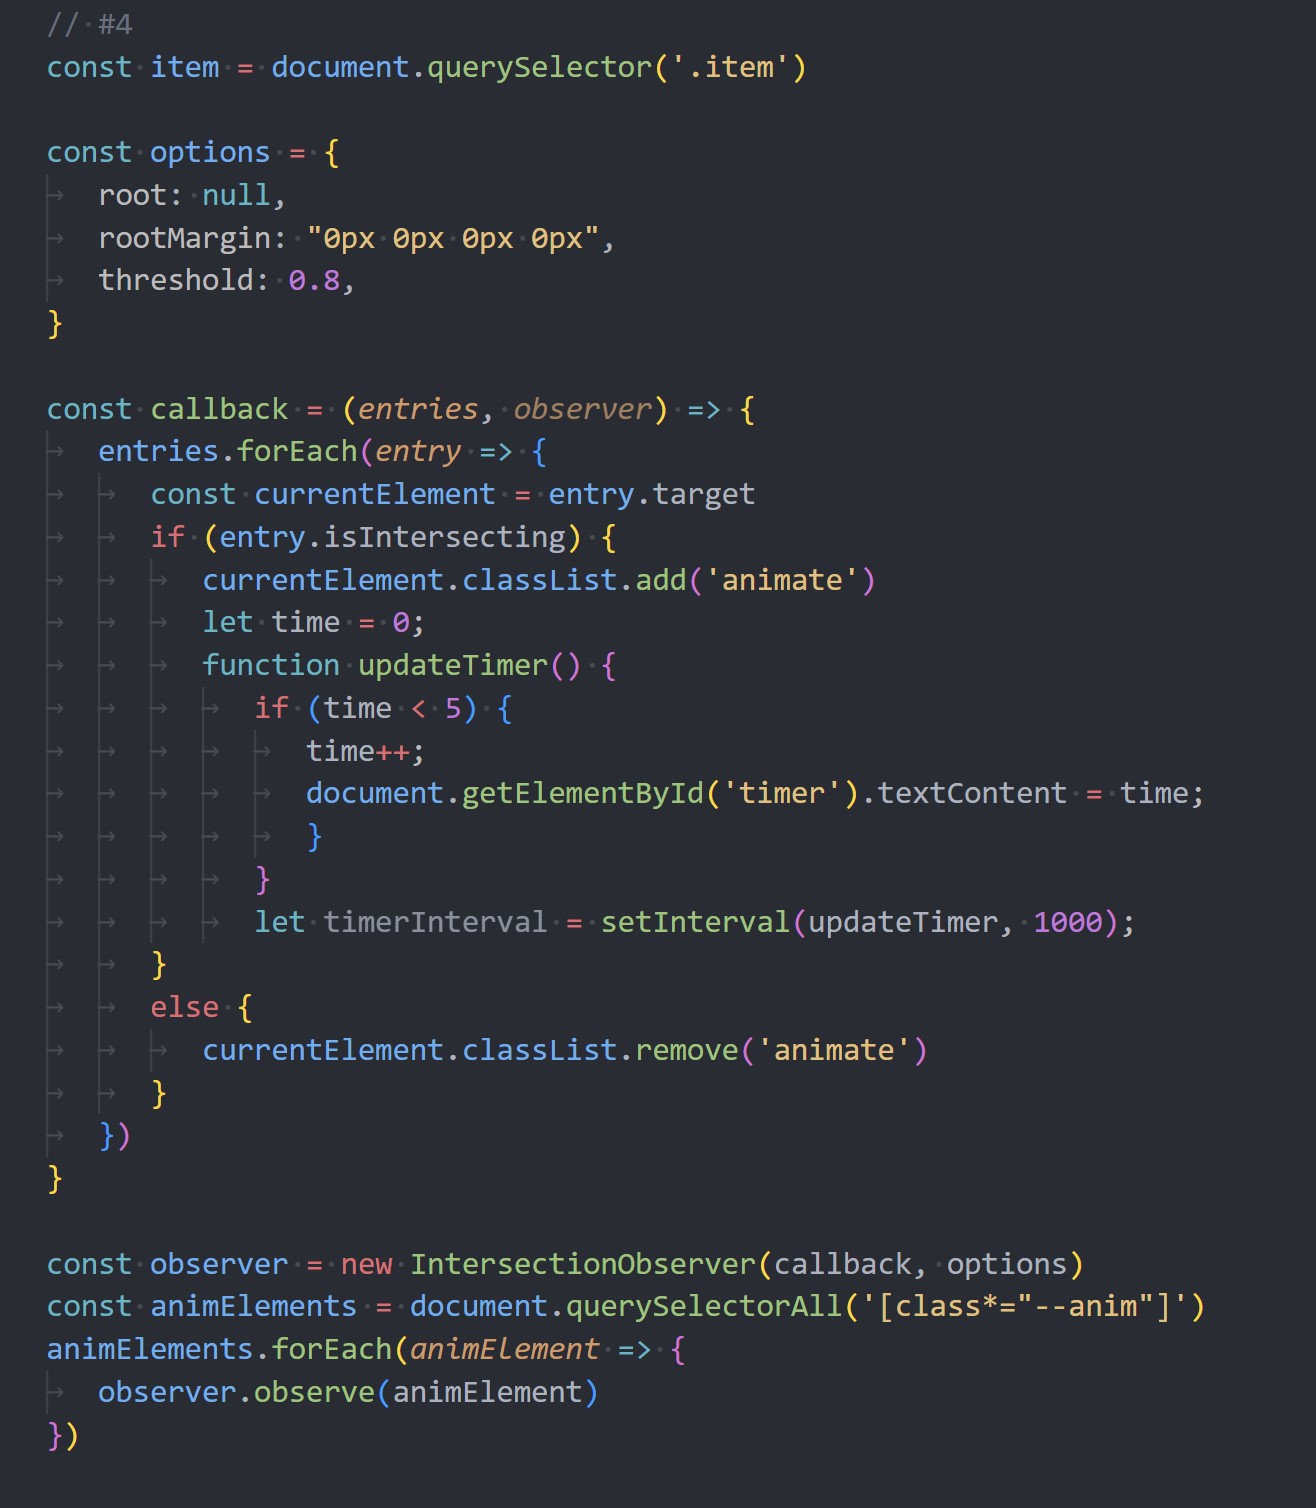 // #4
const item = document.querySelector('.item')
const options = {
root: null,
rootMargin: "0px 0px 0px 0px",
threshold: 0.8,
}
const callback = (entries, observer) => {
entries.forEach(entry => {
const currentElement = entry.target
if (entry.isIntersecting) {
currentElement.classList.add('animate')
let time = 0;
function updateTimer() {
if (time < 5) {
time++;
document.getElementById('timer').textContent = time;
}
}
let timerInterval = setInterval(updateTimer, 1000);
}
else {
currentElement.classList.remove('animate')
}
})
}
const observer = new IntersectionObserver(callback, options)
const animElements = document.querySelectorAll('[class*="--anim"]')
animElements.forEach(animElement => {
observer.observe(animElement)
})